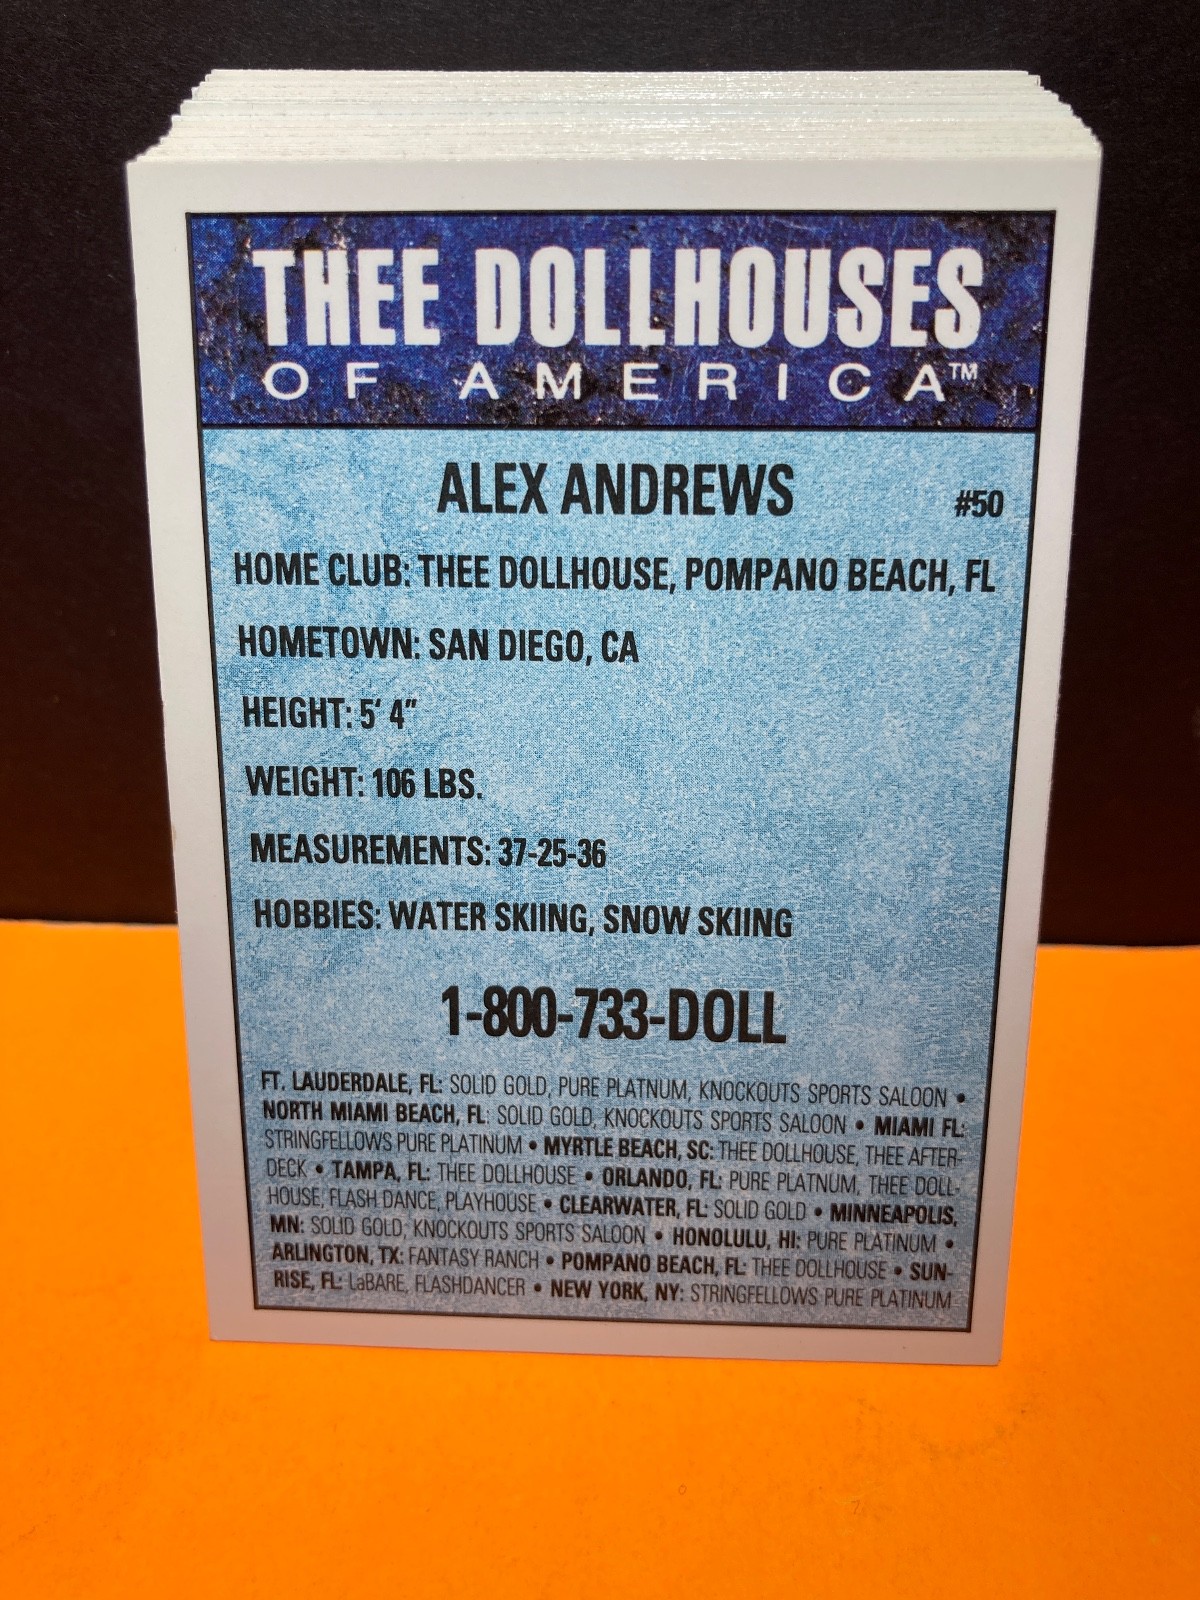 THEE DOLLHOUSES
OF AMERICA™
ALEX ANDREWS
#50
HOME CLUB: THEE DOLLHOUSE, POMPANO BEACH, FL
HOMETOWN: SAN DIEGO, CA
HEIGHT: 5' 4"
WEIGHT: 106 LBS.
MEASUREMENTS: 37-25-36
HOBBIES: WATER SKIING, SNOW SKIING
1-800-733-DOLL
FT. LAUDERDALE, FL: SOLID GOLD, PURE PLATNUM, KNOCKOUTS SPORTS SALOON •
NORTH MIAMI BEACH, FL: SOLID GOLD, KNOCKOUTS SPORTS SALOON • MIAMI FL:
STRINGFELLOWS PURE PLATINUM • MYRTLE BEACH, SC: THEE DOLLHOUSE, THEE AFTER-
DECK • TAMPA, FL: THEE DOLLHOUSE • ORLANDO, FL: PURE PLATNUM, THEE DOLL-
HOUSE, FLASH DANCE, PLAYHOUSE • CLEARWATER, FL: SOLID GOLD • MINNEAPOLIS,
MN: SOLID GOLD, KNOCKOUTS SPORTS SALOON • HONOLULU, HI: PURE PLATINUM •
ARLINGTON, TX: FANTASY RANCH • POMPANO BEACH, FL: THEE DOLLHOUSE • SUN-
RISE, FL: LaBARE, FLASHDANCER • NEW YORK, NY: STRINGFELLOWS PURE PLATINUM